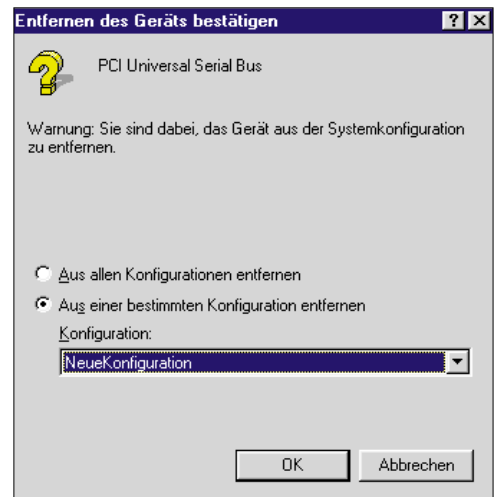 Entfernen des Geräts bestätigen
PCI Universal Serial Bus
Warnung: Sie sind dabei, das Gerät aus der Systemkonfiguration
zu entfernen.
Aus allen Konfigurationen entfernen
Aus einer bestimmten Konfiguration entfernen
Konfiguration:
NeueKonfiguration
OK Abbrechen